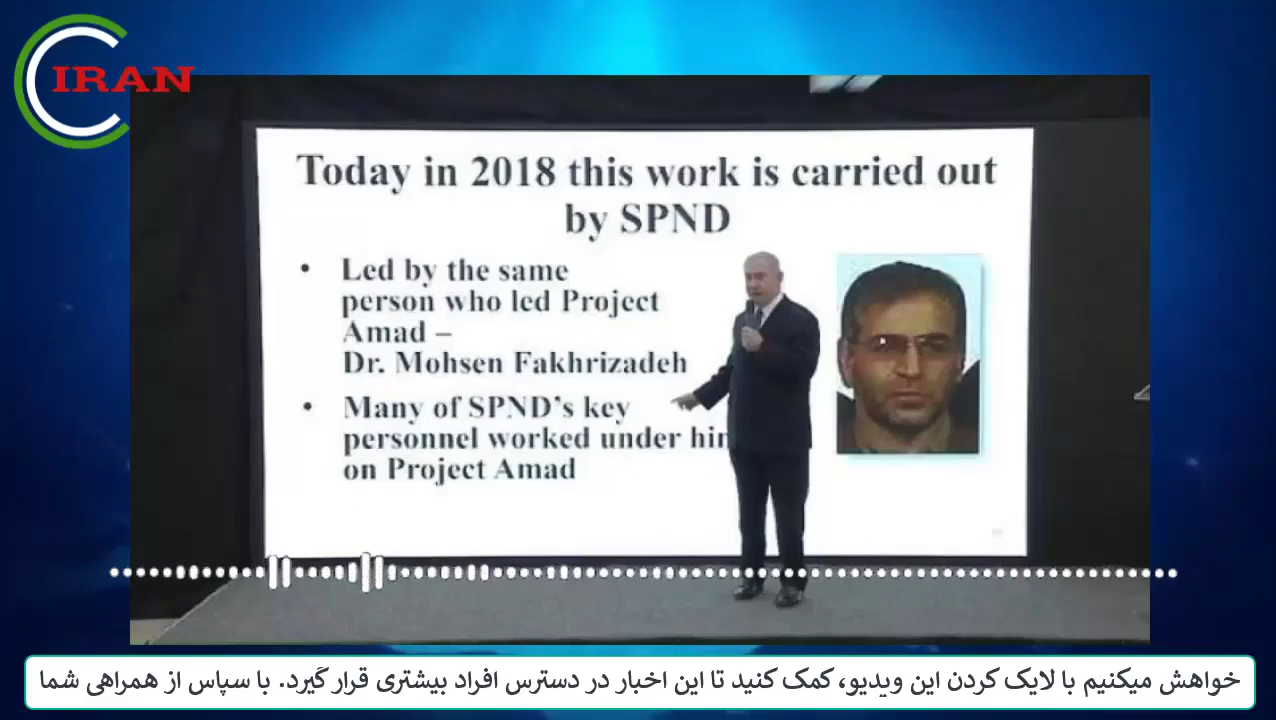 IRAN
Today in 2018 this work is carried out
by SPND
• Led by the same
person who led Project
Amad –
Dr. Mohsen Fakhrizadeh
• Many of SPND's key
personnel worked under
on Project Amad
خواهش میکنیم با لایک کردن این ویدیو، کمک کنید تا این اخبار در دسترس افراد بیشتری قرار گیرد. با سپاس از همراهی شما